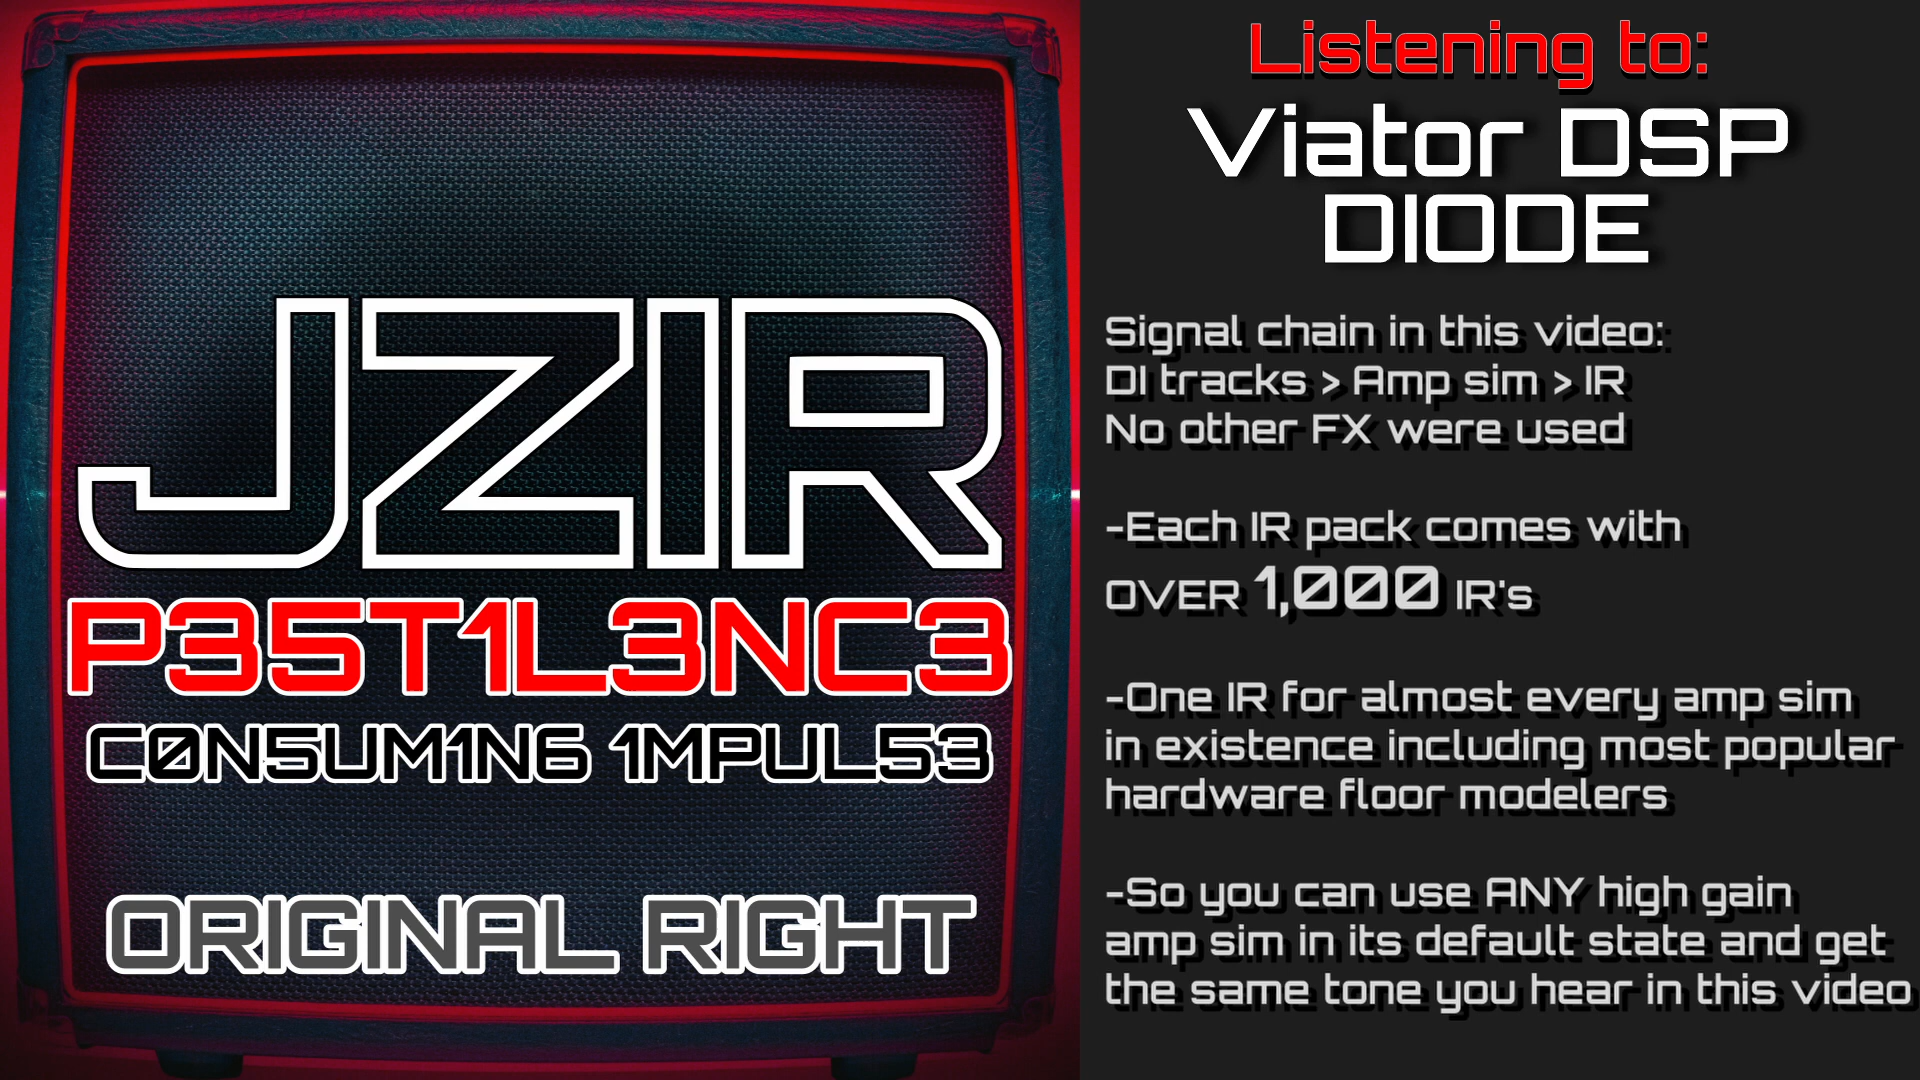 JZIR
P35T1L3NC3
C0N5UM1N6 1MPUL53
ORIGINAL RIGHT
Listening to:
Viator DSP
DIODE
Signal chain in this video:
DI tracks > Amp sim > IR
No other FX were used
-Each IR pack comes with
OVER 1,000 IR's
-One IR for almost every amp sim
in existence including most popular
hardware floor modelers
-So you can use ANY high gain
amp sim in its default state and get
the same tone you hear in this video